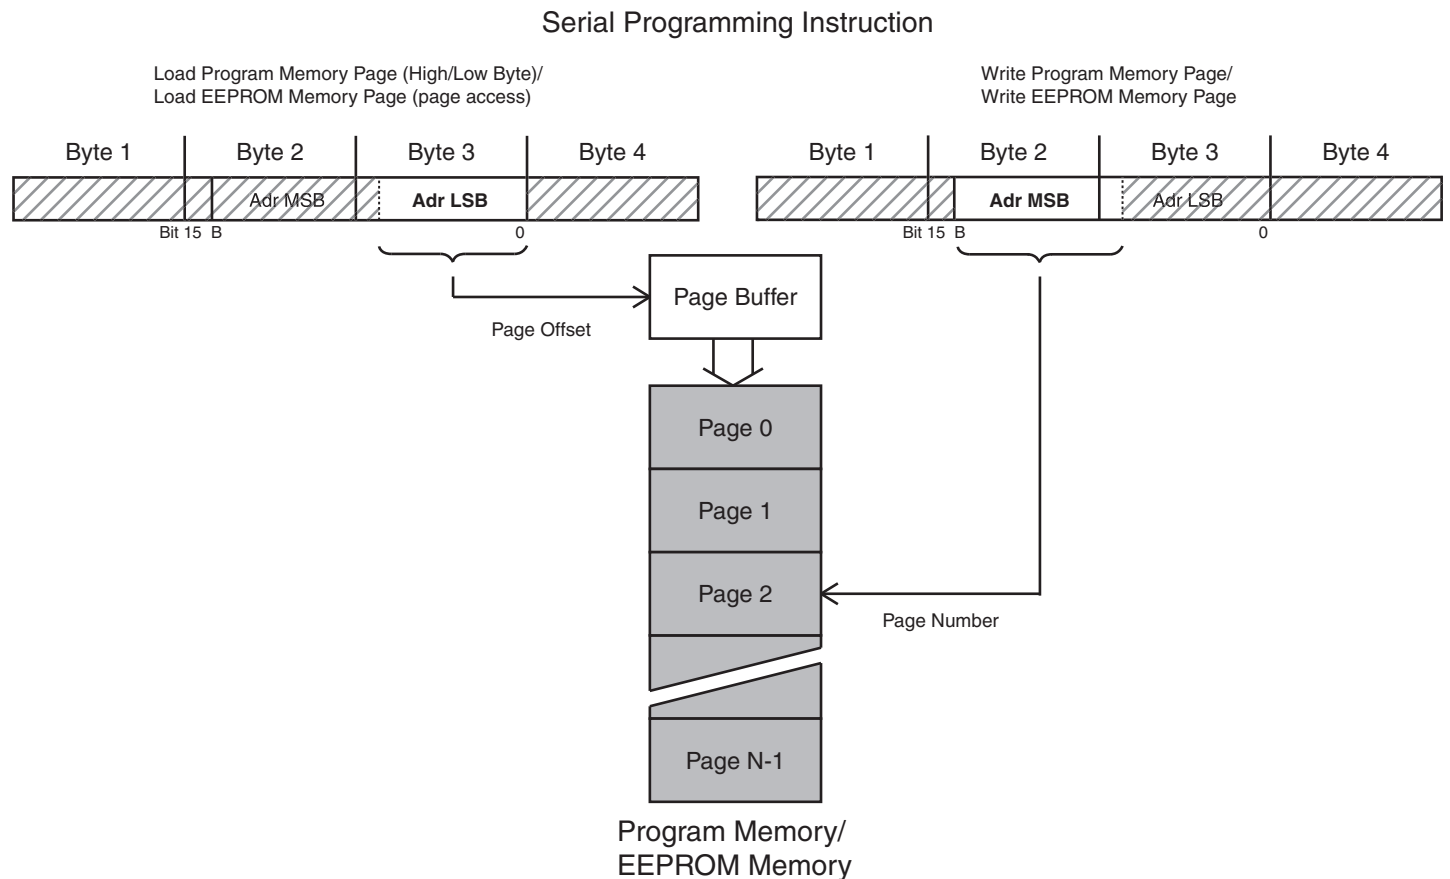 Serial Programming Instruction
Load Program Memory Page (High/Low Byte)/
Load EEPROM Memory Page (page access)
Write Program Memory Page/
Write EEPROM Memory Page
Byte 1 Byte 2 Byte 3 Byte 4
Adr MSB Adr LSB
Bit 15 B 0
Byte 1 Byte 2 Byte 3 Byte 4
Adr MSB Adr LSB
Bit 15 B 0
Page Buffer
Page Offset
Page 0
Page 1
Page 2
Page Number
Page N-1
Program Memory/
EEPROM Memory